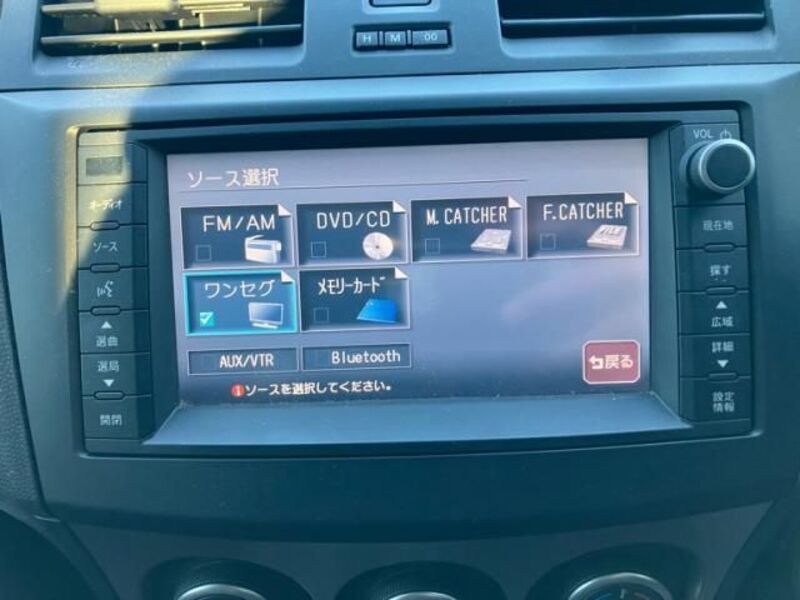 H M :00
VOL
ソース選択
FM/AM DVD/CD M.CATCHER F.CATCHER
ワンセグ メモリーカード
AUX/VTR Bluetooth
戻る
ソースを選択してください。
オーディオ
ソース
選曲
選局
開閉
現在地
探す
広域
詳細
設定
情報